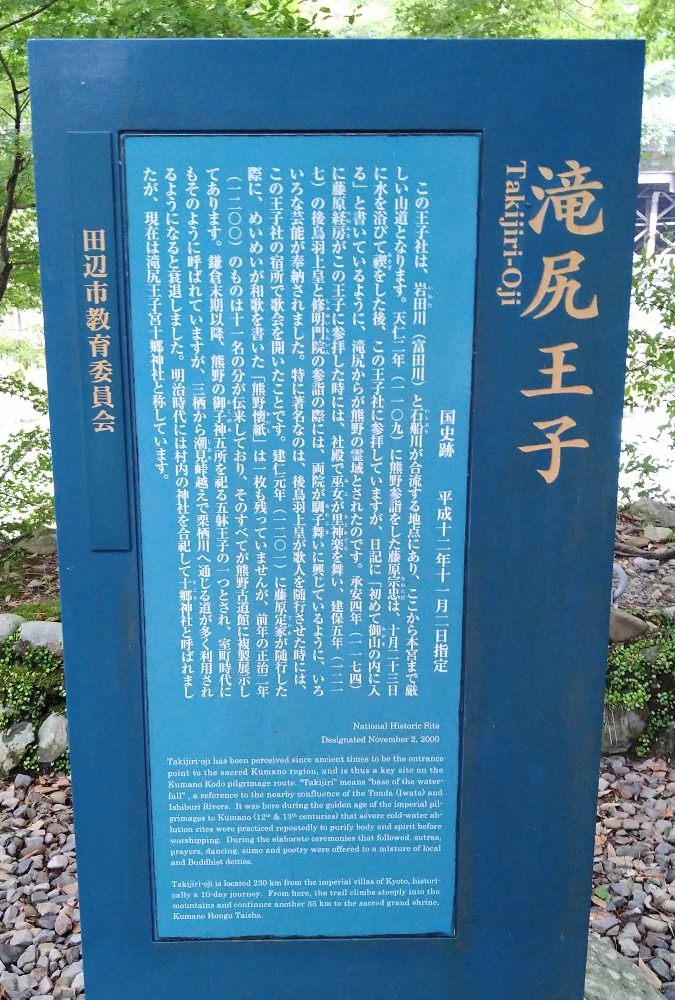 滝尻王子
Takijiri-Oji
国史跡　平成十二年十一月二日指定
この王子社は、岩田川（富田川）と石船川が合流する地点にあり、ここから本宮まで厳
しい山道となります。天仁二年（一一〇九）に熊野参詣をした藤原宗忠は、十月二十三日
に水を浴びて禊をした後、この王子社に参拝していますが、日記に「初めて御山の内に入
る」と書いているように、滝尻からが熊野の霊域とされたのです。承安四年（一一七四）
に藤原経房がこの王子に参拝した時には、社殿で巫女が里神楽を舞い、建保五年（一二一
七）の後鳥羽上皇と修明門院の参詣の際には、両院が馴子舞いに興じているように、いろ
いろな芸能が奉納されました。特に著名なのは、後鳥羽上皇が歌人を随行させた時には、
この王子社の宿所で歌会を開いたことです。建仁元年（一二〇一）に藤原定家が随行した
際に、めいめいが和歌を書いた「熊野懐紙」は一枚も残っていませんが、前年の正治二年
（一二〇〇）のものは十一名の分が伝来しており、そのすべてが熊野古道館に複製展示し
てあります。鎌倉末期以降、熊野の御子神五所を祀る五躰王子の一つとされ、室町時代に
もそのように呼ばれていますが、三栖から潮見峠越えで栗栖川へ通じる道が多く利用され
るようになると衰退しました。明治時代には村内の神社を合祀して十郷神社と呼ばれまし
たが、現在は滝尻王子宮十郷神社と称しています。
田辺市教育委員会
National Historic Site
Designated November 2, 2000
Takijiri-oji has been perceived since ancient times to be the entrance
point to the sacred Kumano region, and is thus a key site on the
Kumano Kodo pilgrimage route. "Takijiri" means "base of the water-
fall" , a reference to the nearby confluence of the Tonda (Iwata) and
Ishiburi Rivers. It was here during the golden age of the imperial pil-
grimages to Kumano (12th & 13th centuries) that severe cold-water ab-
lution rites were practiced repeatedly to purify body and spirit before
worshipping. During the elaborate ceremonies that followed, sutras,
prayers, dancing, sumo and poetry were offered to a mixture of local
and Buddhist deities.
Takijiri-oji is located 230 km from the imperial villas of Kyoto, histori-
cally a 10-day journey. From here, the trail climbs steeply into the
mountains and continues another 35 km to the sacred grand shrine,
Kumano Hongu Taisha.